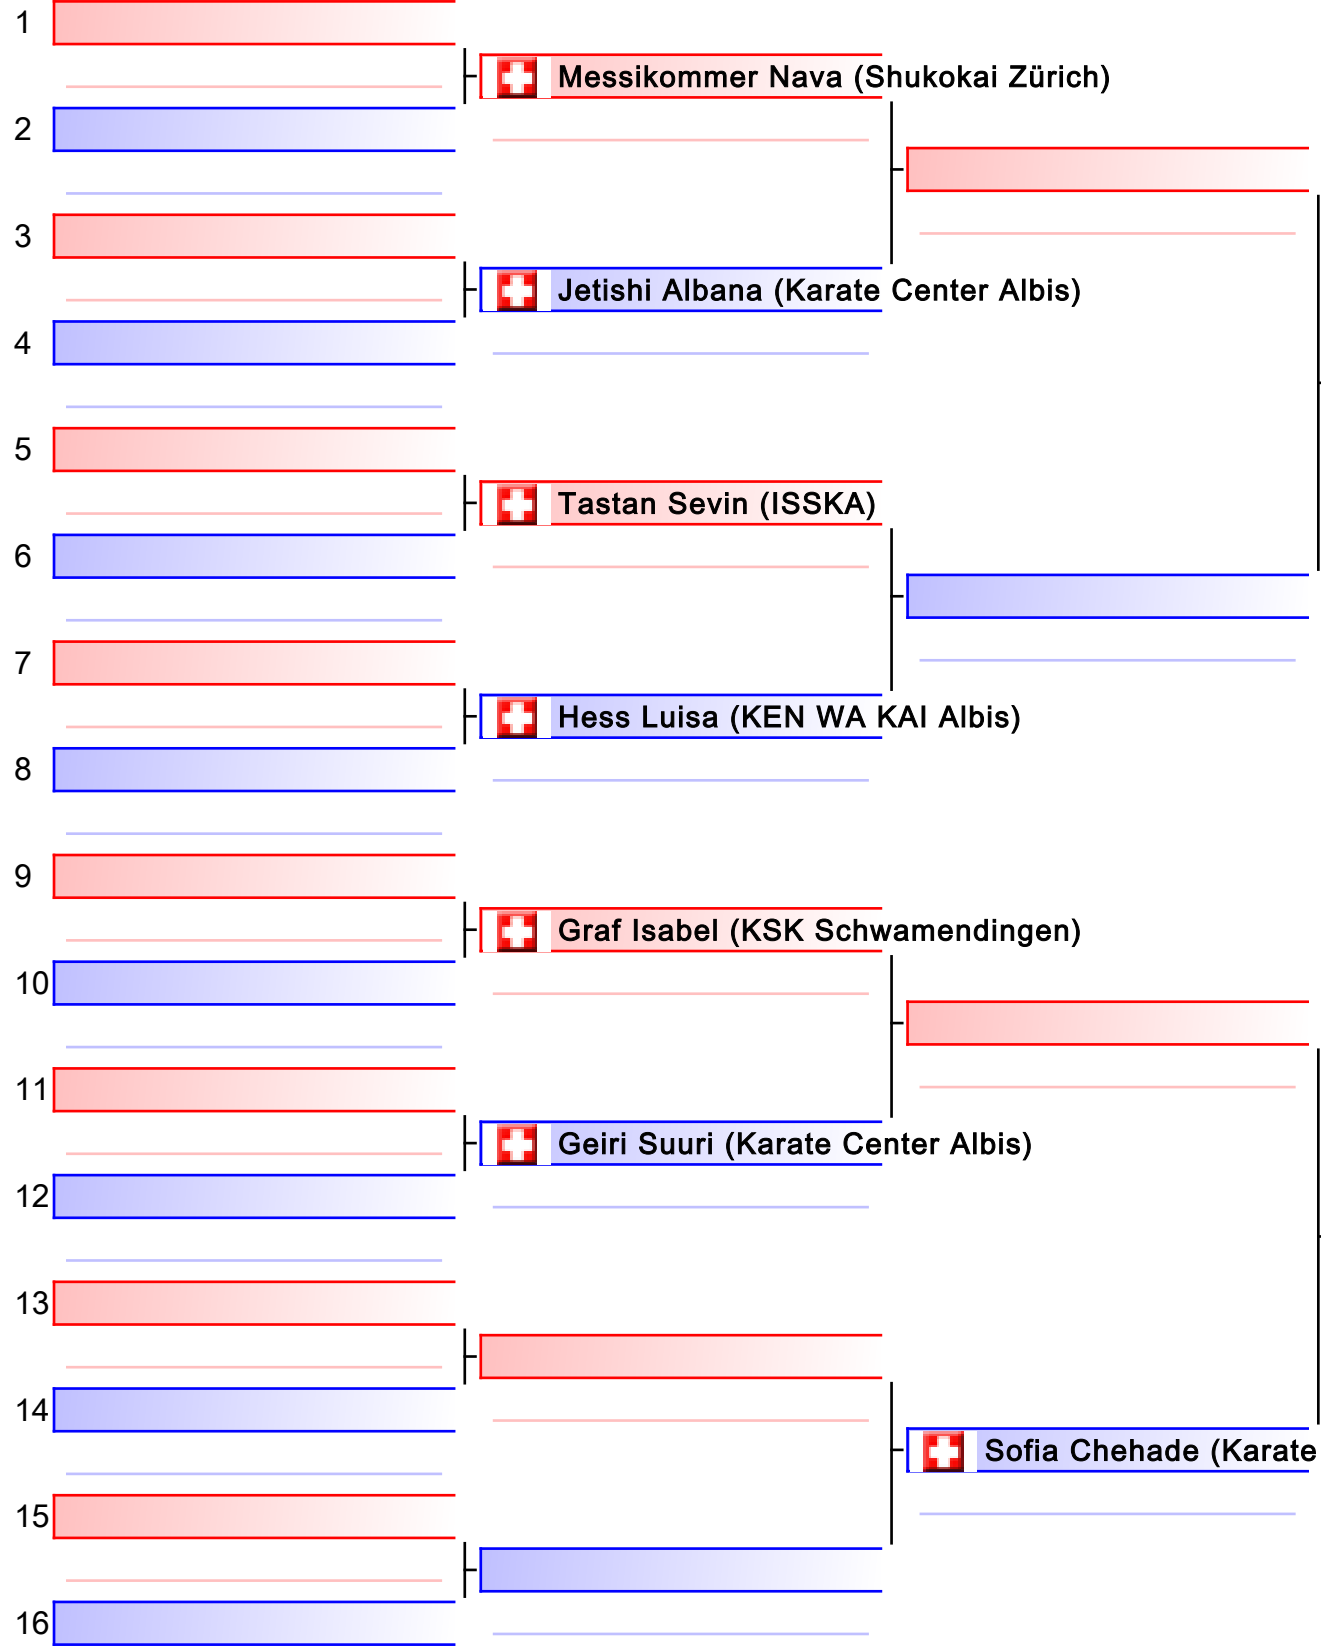 1
Messikommer Nava (Shukokai Zürich)
2
3
Jetishi Albana (Karate Center Albis)
4
5
Tastan Sevin (ISSKA)
6
7
Hess Luisa (KEN WA KAI Albis)
8
9
Graf Isabel (KSK Schwamendingen)
10
11
Geiri Suuri (Karate Center Albis)
12
13
14
Sofia Chehade (Karate
15
16